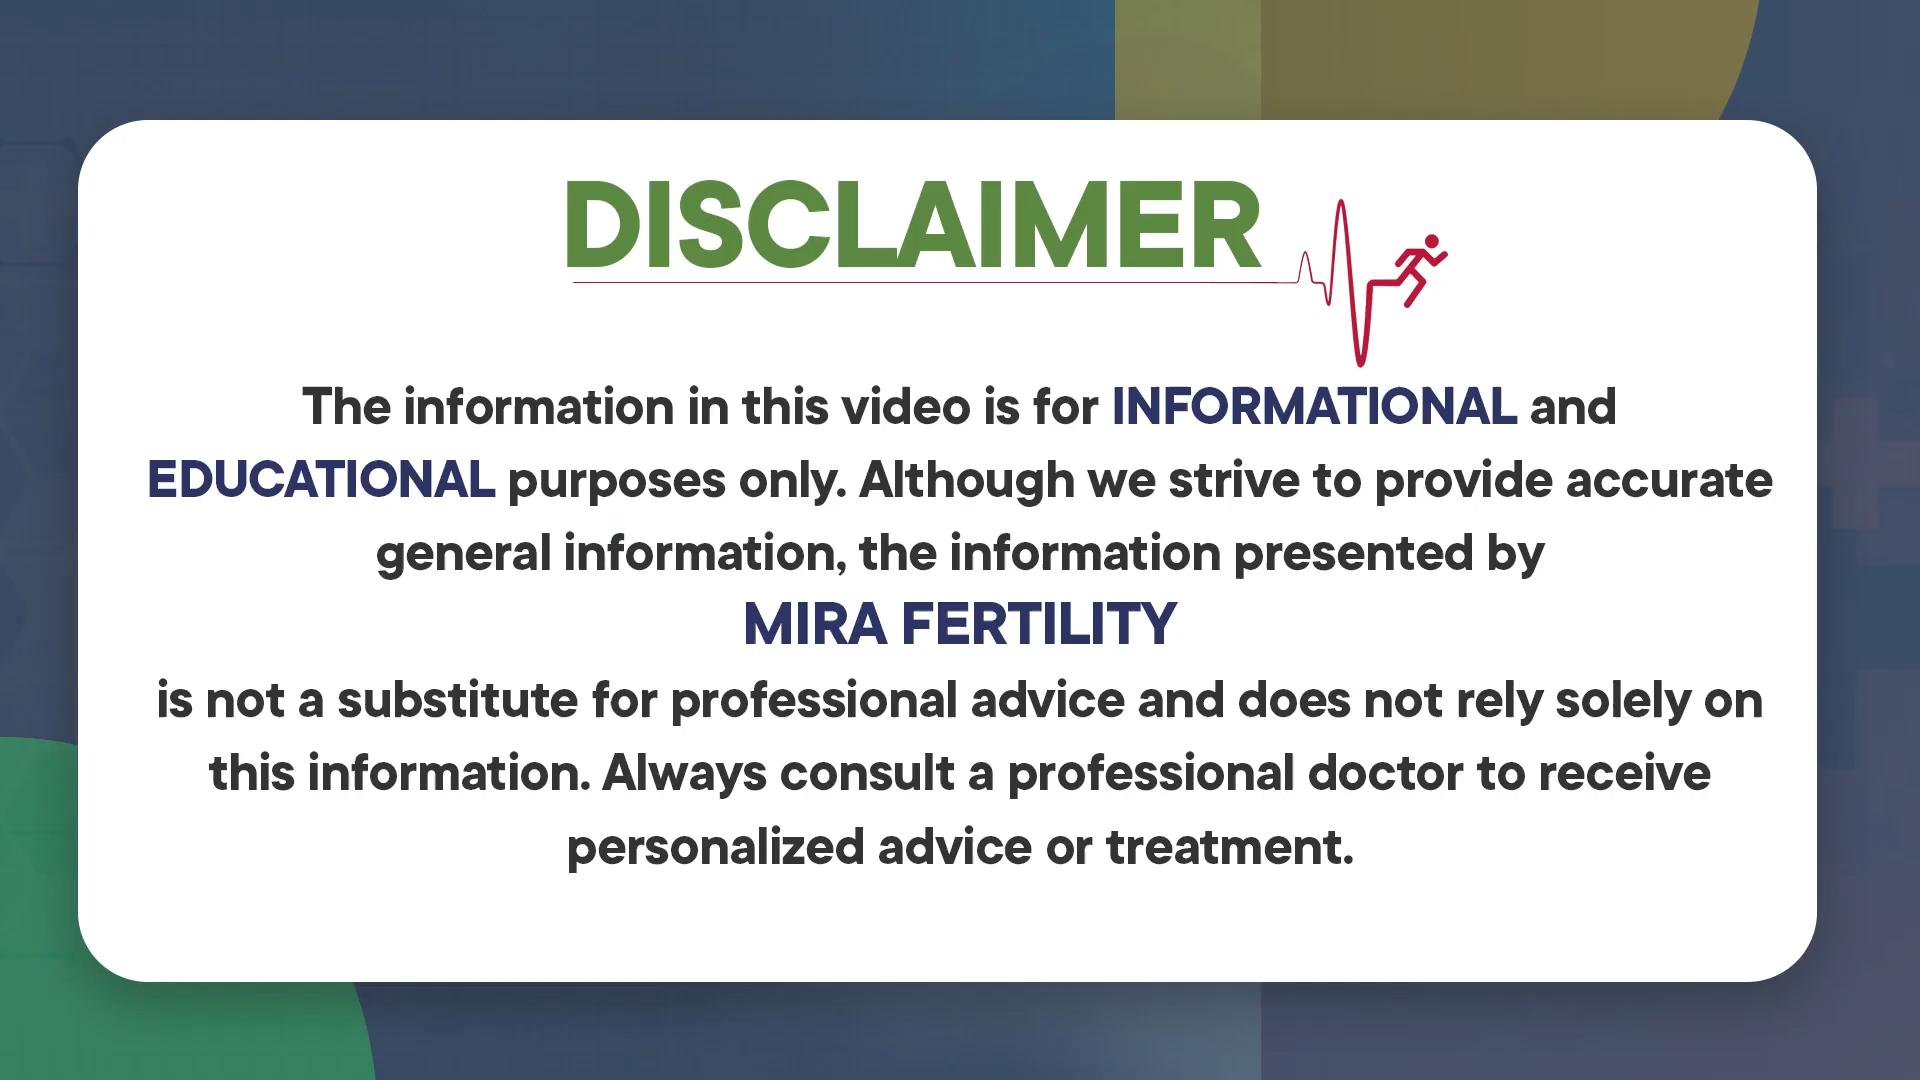 DISCLAIMER
The information in this video is for INFORMATIONAL and
EDUCATIONAL purposes only. Although we strive to provide accurate
general information, the information presented by
MIRA FERTILITY
is not a substitute for professional advice and does not rely solely on
this information. Always consult a professional doctor to receive
personalized advice or treatment.